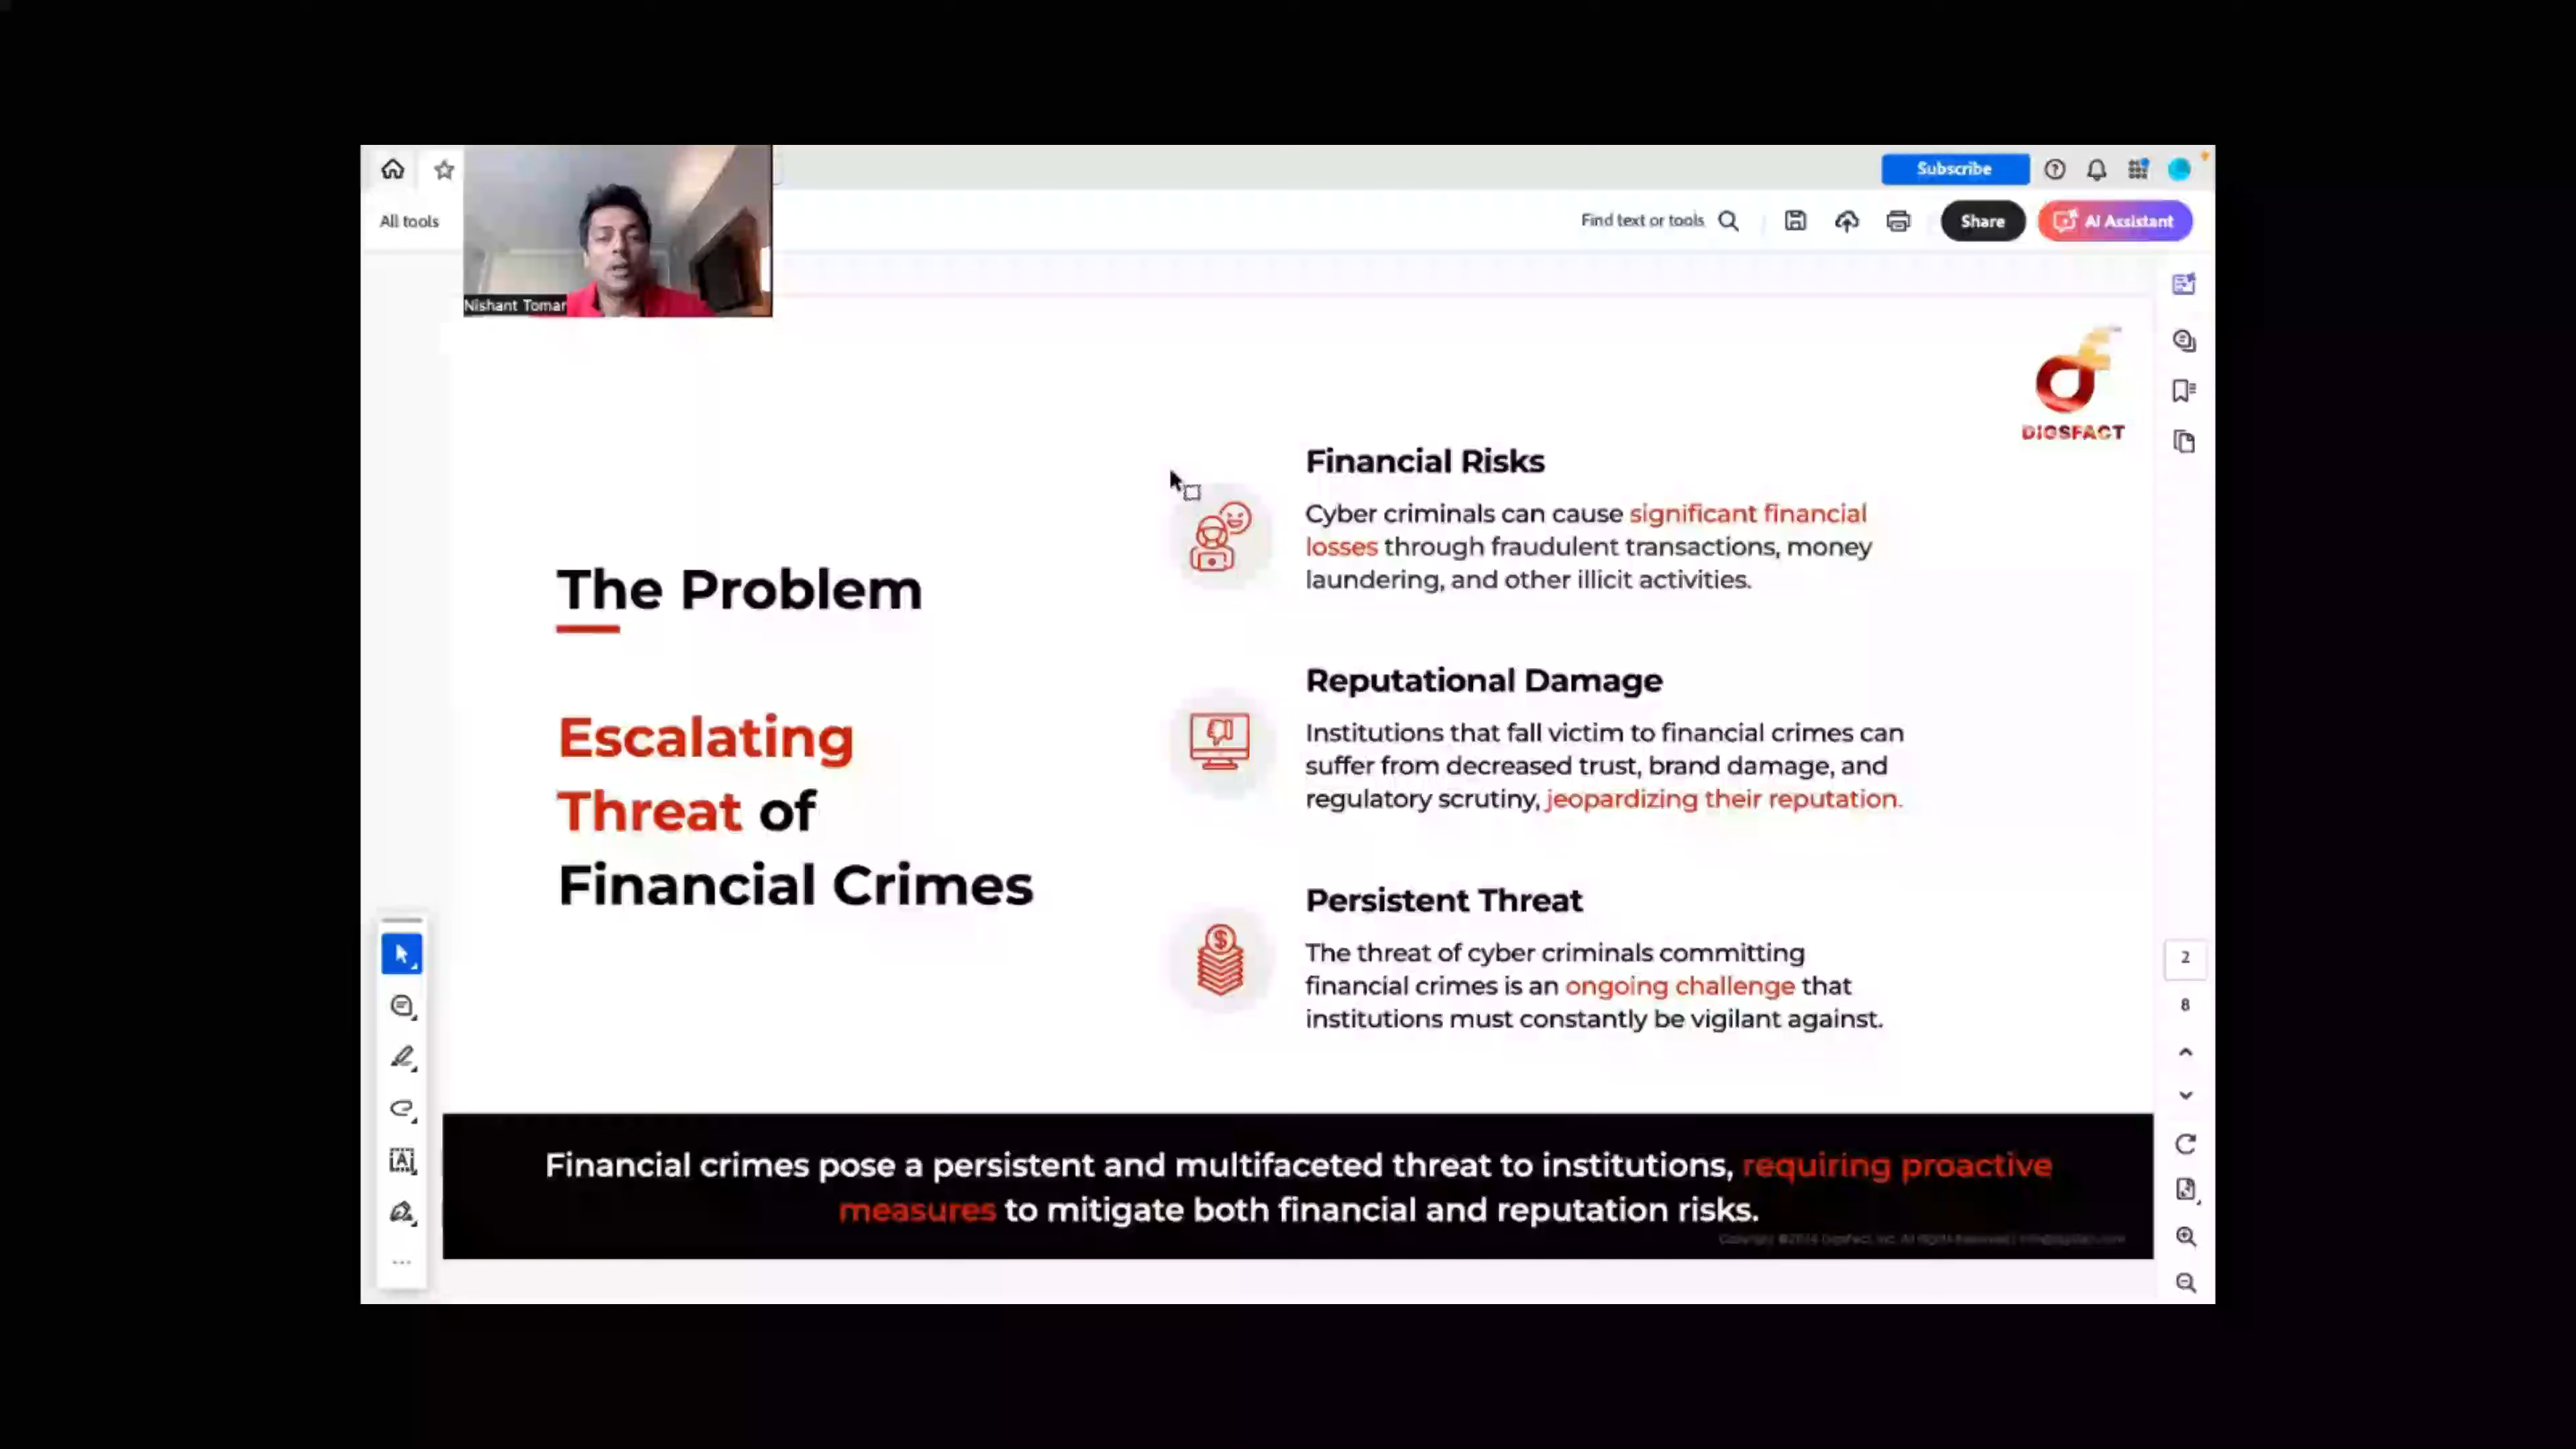 Subscribe
All tools
Find text or tools
Share
AI Assistant
Nishant Tomar
DIGSFACT
The Problem
Escalating
Threat of
Financial Crimes
Financial Risks
Cyber criminals can cause significant financial
losses through fraudulent transactions, money
laundering, and other illicit activities.
Reputational Damage
Institutions that fall victim to financial crimes can
suffer from decreased trust, brand damage, and
regulatory scrutiny, jeopardizing their reputation.
Persistent Threat
The threat of cyber criminals committing
financial crimes is an ongoing challenge that
institutions must constantly be vigilant against.
2
8
Financial crimes pose a persistent and multifaceted threat to institutions, requiring proactive
measures to mitigate both financial and reputation risks.